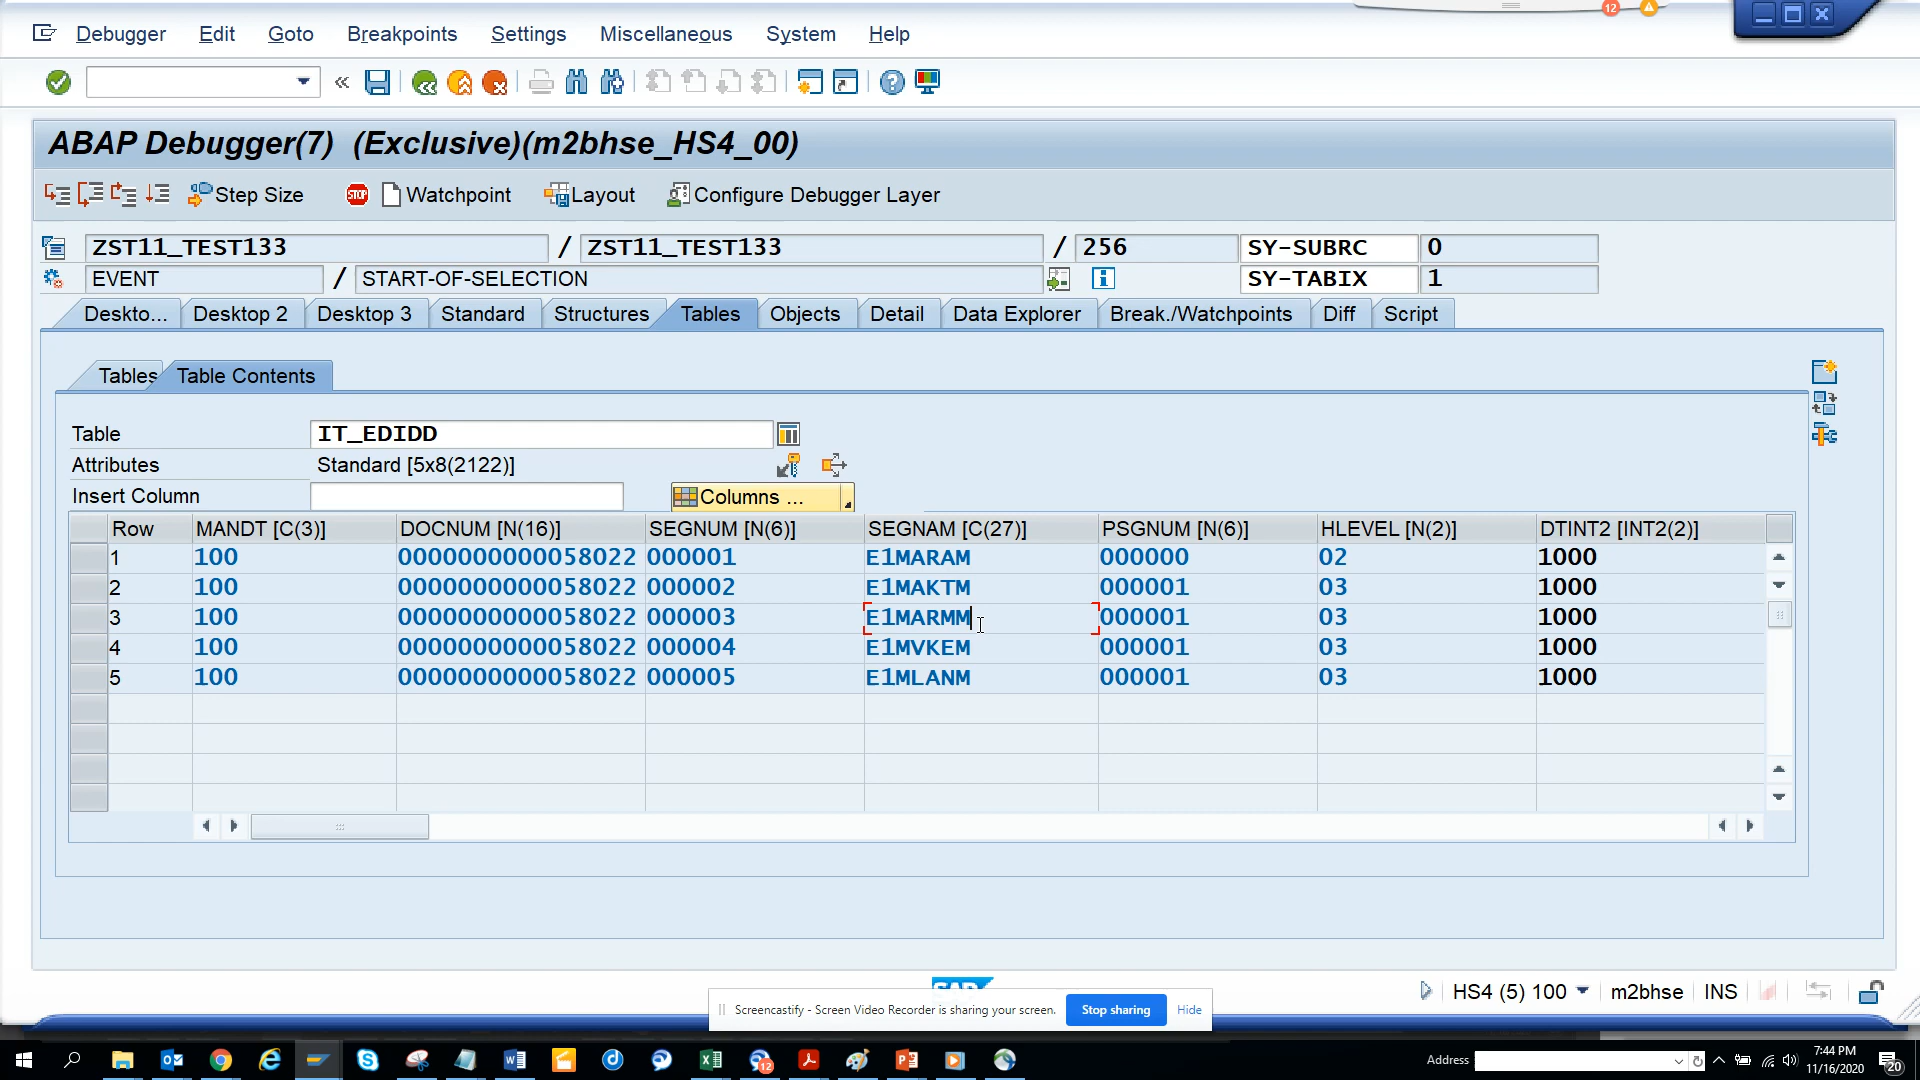 12
Debugger Edit Goto Breakpoints Settings Miscellaneous System Help
ABAP Debugger(7) (Exclusive)(m2bhse_HS4_00)
Step Size STOP Watchpoint Layout Configure Debugger Layer
ZST11_TEST133 / ZST11_TEST133 / 256 SY-SUBRC 0
EVENT / START-OF-SELECTION SY-TABIX 1
Deskto... Desktop 2 Desktop 3 Standard Structures Tables Objects Detail Data Explorer Break./Watchpoints Diff Script
Tables Table Contents
Table IT_EDIDD
Attributes Standard [5x8(2122)]
Insert Column Columns ...
Row MANDT [C(3)] DOCNUM [N(16)] SEGNUM [N(6)] SEGNAM [C(27)] PSGNUM [N(6)] HLEVEL [N(2)] DTINT2 [INT2(2)]
1 100 0000000000058022 000001 E1MARAM 000000 02 1000
2 100 0000000000058022 000002 E1MAKTM 000001 03 1000
3 100 0000000000058022 000003 E1MARMM 000001 03 1000
4 100 0000000000058022 000004 E1MVKEM 000001 03 1000
5 100 0000000000058022 000005 E1MLANM 000001 03 1000
SAP
HS4 (5) 100 m2bhse INS
Screencastify - Screen Video Recorder is sharing your screen. Stop sharing Hide
12
Address
7:44 PM
11/16/2020
20